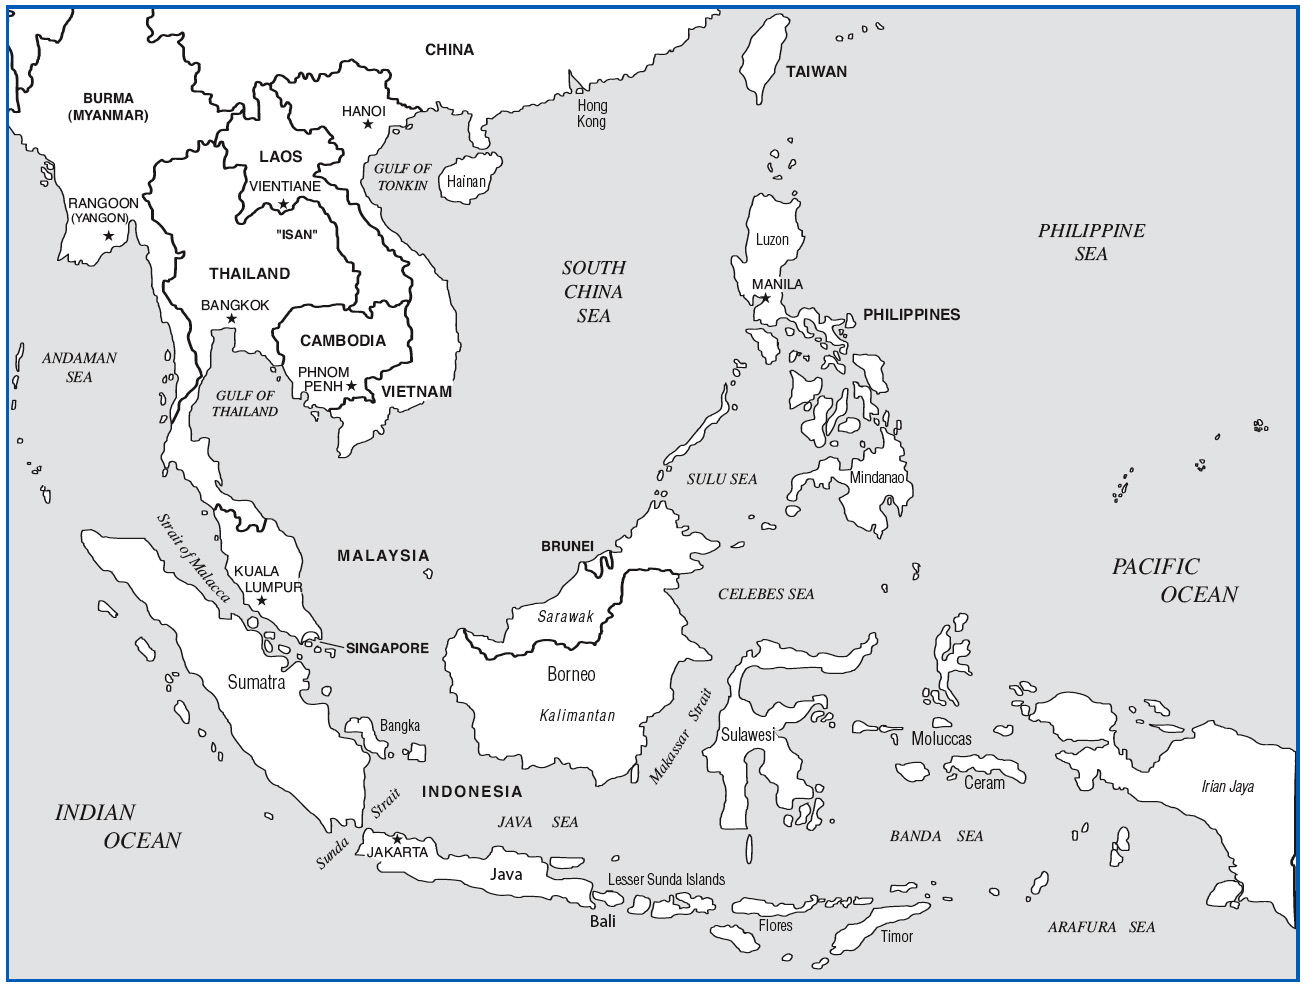 CHINA
TAIWAN
BURMA
(MYANMAR)
HANOI
Hong
Kong
LAOS
GULF OF
TONKIN
Hainan
VIENTIANE
RANGOON
(YANGON)
"ISAN"
Luzon
PHILIPPINE
SEA
THAILAND
SOUTH
CHINA
SEA
MANILA
BANGKOK
PHILIPPINES
CAMBODIA
ANDAMAN
SEA
PHNOM
PENH
VIETNAM
GULF OF
THAILAND
SULU SEA
Mindanao
Strait of Malacca
MALAYSIA
BRUNEI
KUALA
LUMPUR
CELEBES SEA
PACIFIC
OCEAN
Sarawak
SINGAPORE
Sumatra
Borneo
Kalimantan
Makassar Strait
Bangka
Sulawesi
Moluccas
Ceram
Irian Jaya
INDONESIA
INDIAN
OCEAN
Sunda Strait
JAVA SEA
BANDA SEA
JAKARTA
Java
Lesser Sunda Islands
Bali
Flores
Timor
ARAFURA SEA